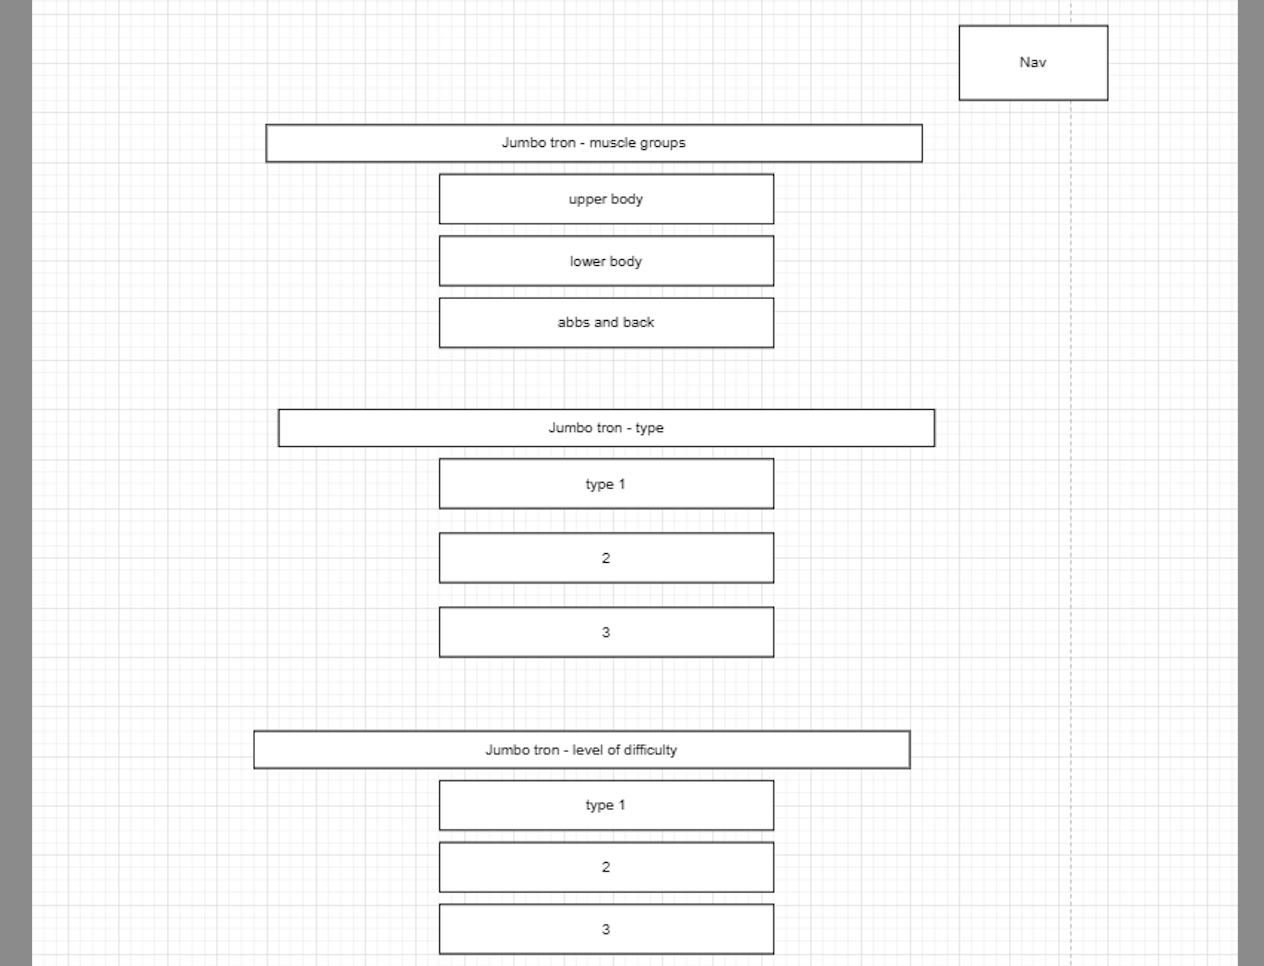 Nav
Jumbo tron - muscle groups
upper body
lower body
abbs and back
Jumbo tron - type
type 1
2
3
Jumbo tron - level of difficulty
type 1
2
3